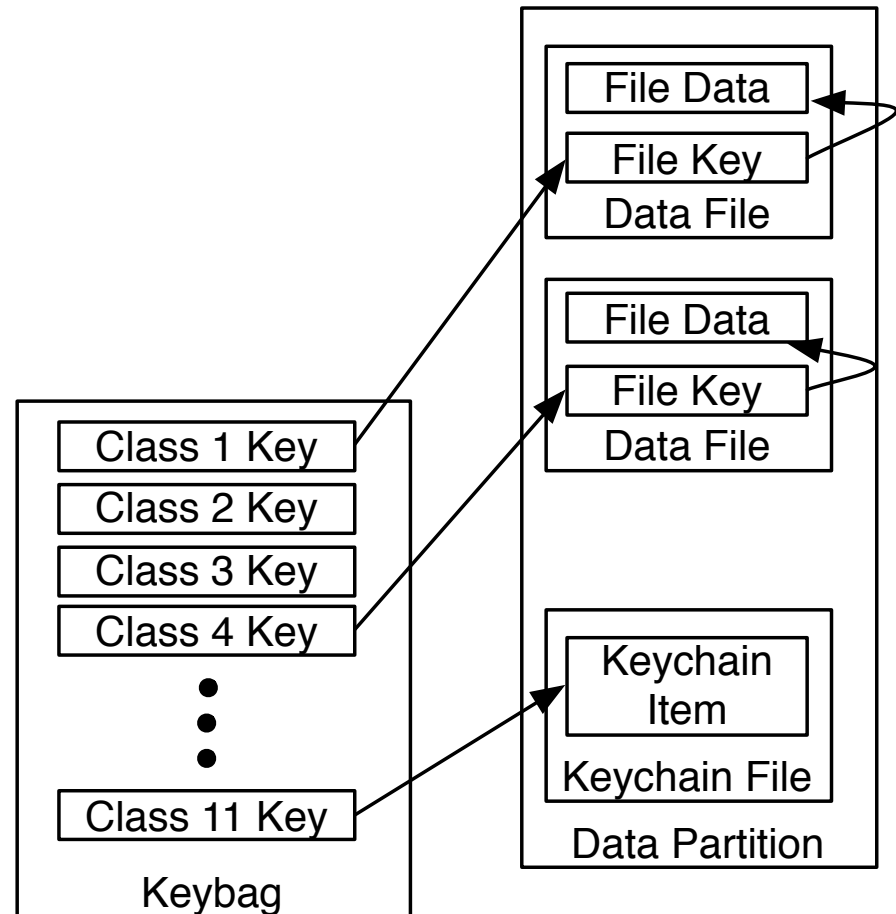 File Data
File Key
Data File
File Data
File Key
Data File
Class 1 Key
Class 2 Key
Class 3 Key
Class 4 Key
Class 11 Key
Keybag
Keychain
Item
Keychain File
Data Partition